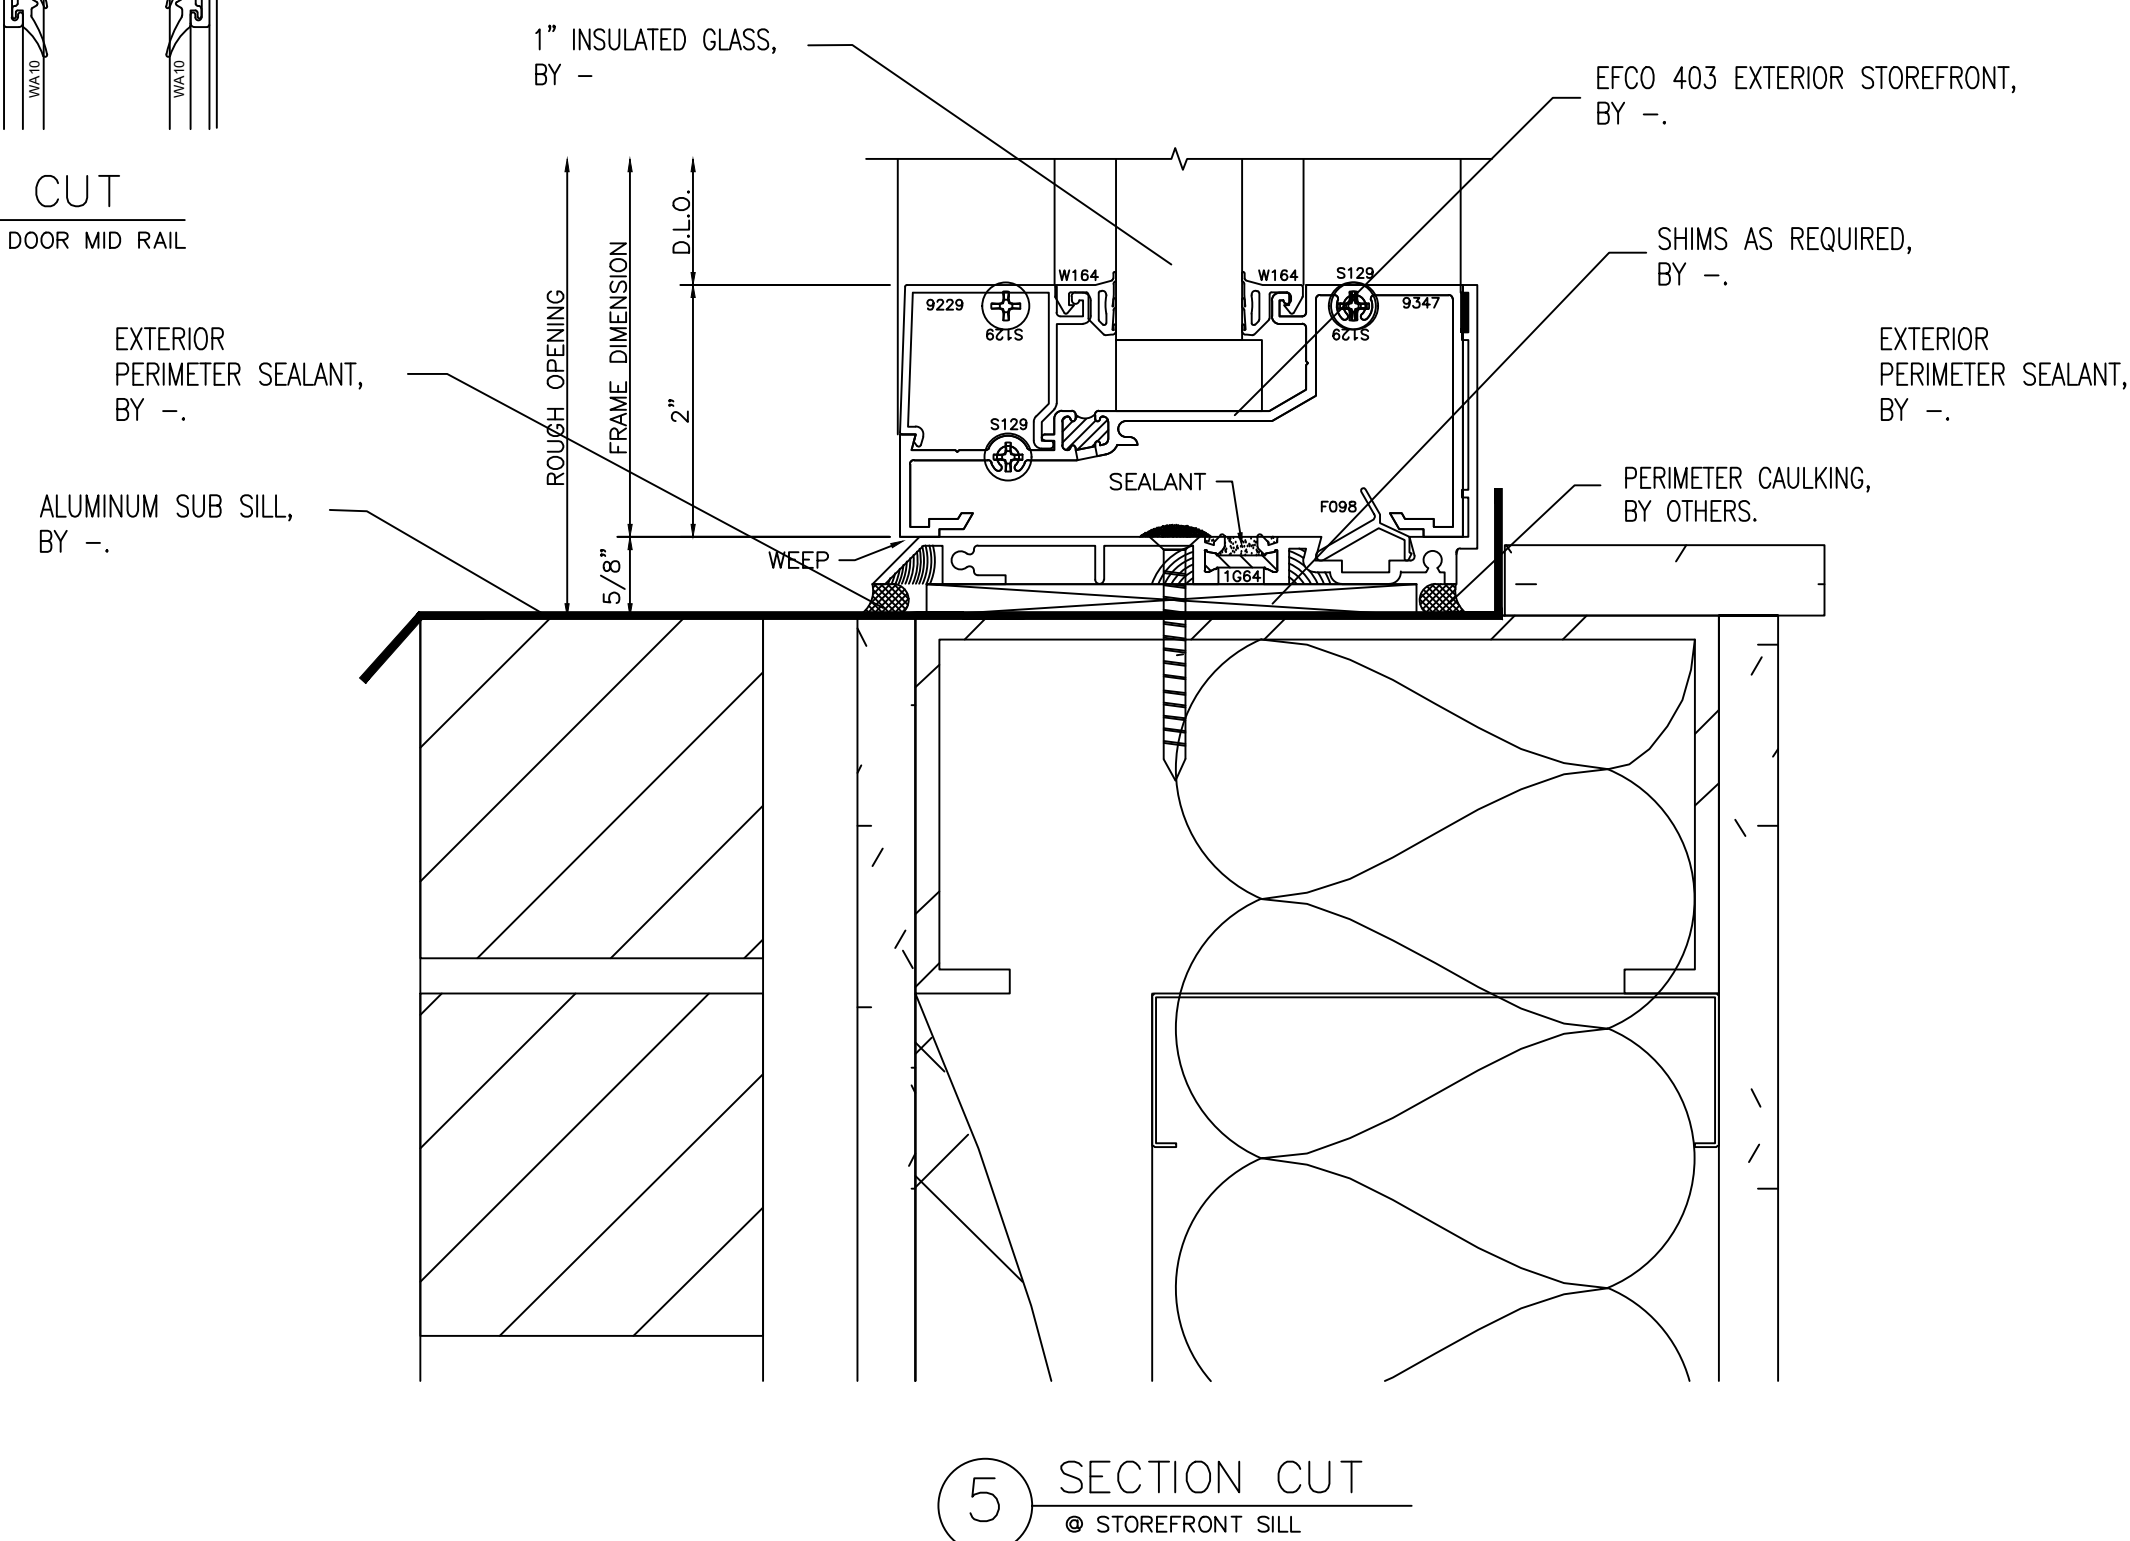 WA10
WA10
CUT
DOOR MID RAIL
1” INSULATED GLASS,
BY –
EFCO 403 EXTERIOR STOREFRONT,
BY –.
SHIMS AS REQUIRED,
BY –.
EXTERIOR
PERIMETER SEALANT,
BY –.
EXTERIOR
PERIMETER SEALANT,
BY –.
ALUMINUM SUB SILL,
BY –.
PERIMETER CAULKING,
BY OTHERS.
ROUGH OPENING
FRAME DIMENSION
D.L.O.
2”
5/8”
W164
W164
S129
9229
S129
9347
S129
S129
SEALANT
F098
WEEP
1G64
5
SECTION CUT
@ STOREFRONT SILL